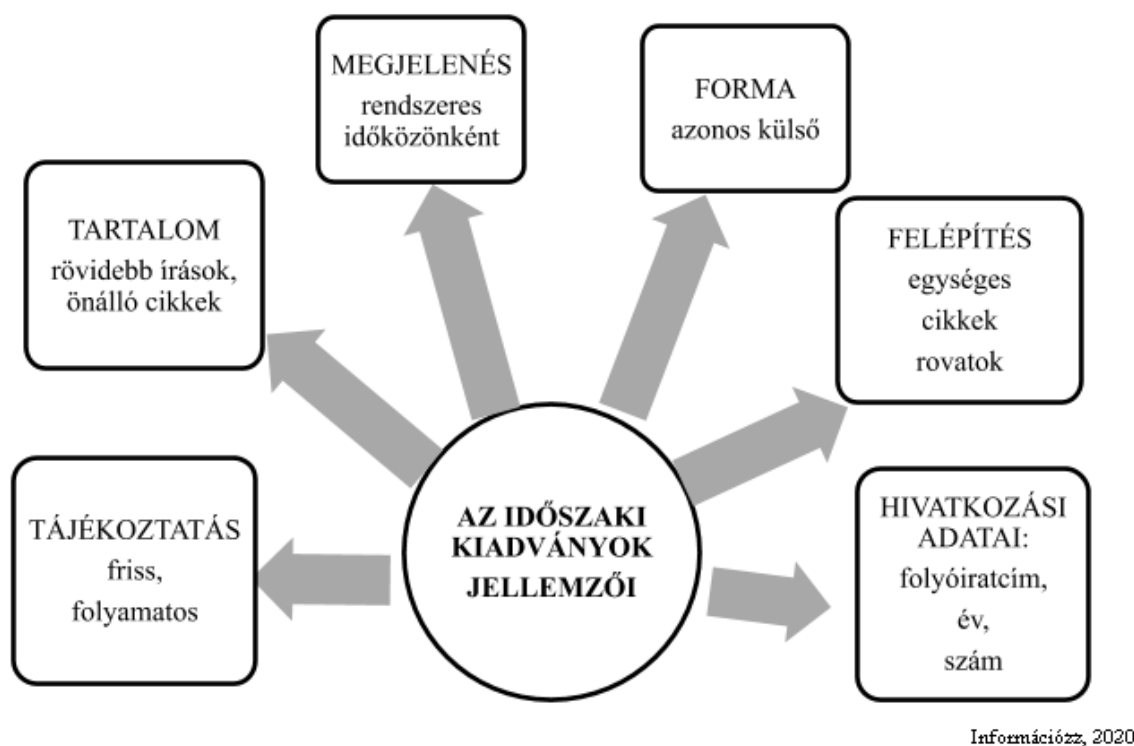 MEGJELENÉS
rendszeres
időközönként
FORMA
azonos külső
TARTALOM
rövidebb írások,
önálló cikkek
FELÉPÍTÉS
egységes
cikkek
rovatok
TÁJÉKOZTATÁS
friss,
folyamatos
AZ IDŐSZAKI
KIADVÁNYOK
JELLEMZŐI
HIVATKOZÁSI
ADATAI:
folyóiratcím,
év,
szám
Információzz, 2020